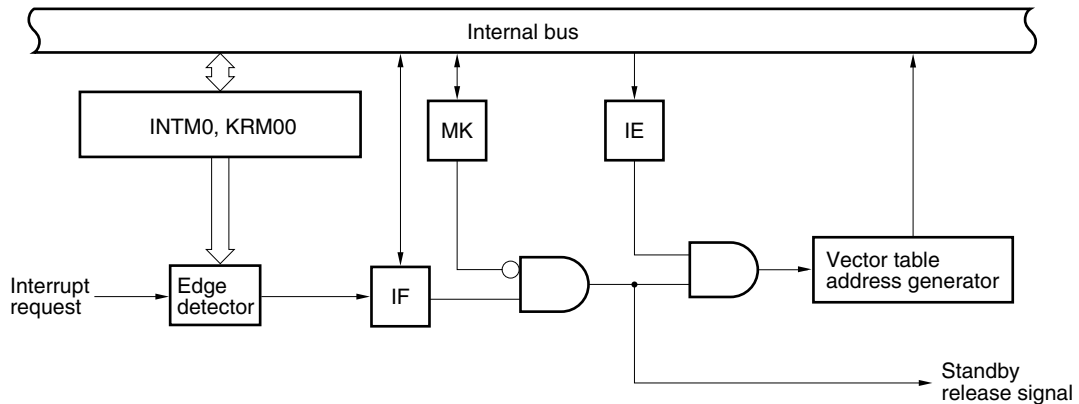 Internal bus
INTM0, KRM00
MK
IE
Interrupt
request
Edge
detector
IF
Vector table
address generator
Standby
release signal